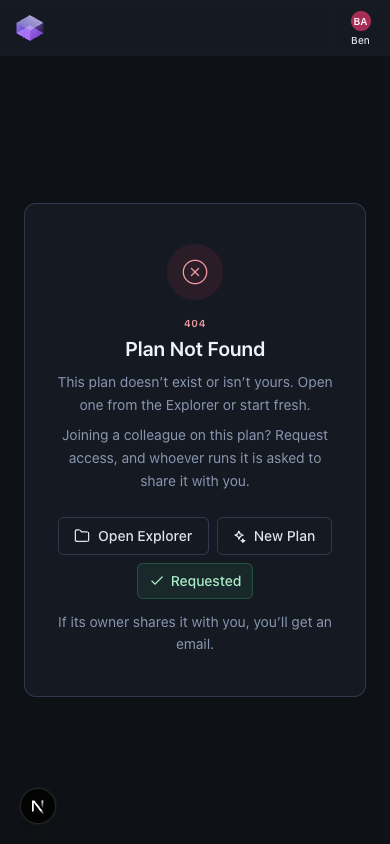 BA
Ben
404
Plan Not Found
This plan doesn’t exist or isn’t yours. Open
one from the Explorer or start fresh.
Joining a colleague on this plan? Request
access, and whoever runs it is asked to
share it with you.
Open Explorer
New Plan
Requested
If its owner shares it with you, you’ll get an
email.
N